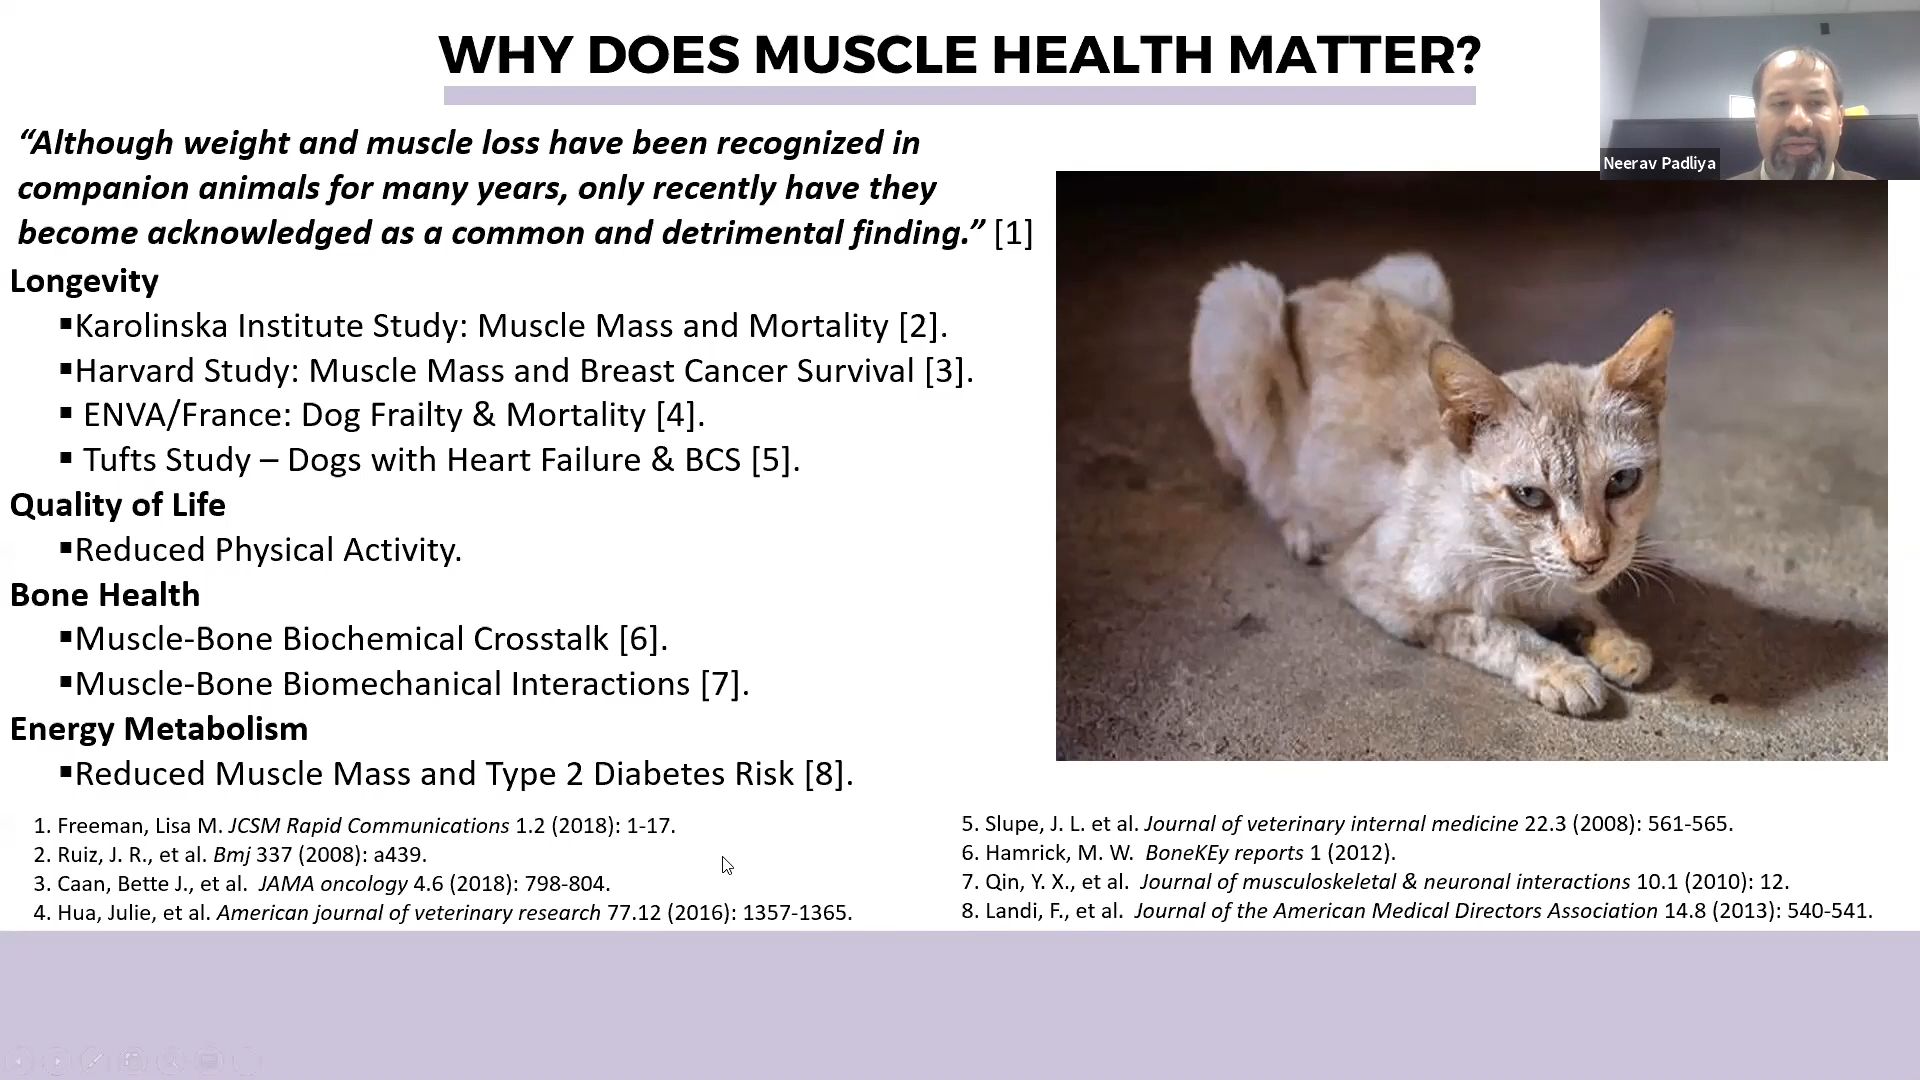 WHY DOES MUSCLE HEALTH MATTER?
Neerav Padliya
“Although weight and muscle loss have been recognized in
companion animals for many years, only recently have they
become acknowledged as a common and detrimental finding.” [1]
Longevity
▪Karolinska Institute Study: Muscle Mass and Mortality [2].
▪Harvard Study: Muscle Mass and Breast Cancer Survival [3].
▪ ENVA/France: Dog Frailty & Mortality [4].
▪ Tufts Study – Dogs with Heart Failure & BCS [5].
Quality of Life
▪Reduced Physical Activity.
Bone Health
▪Muscle-Bone Biochemical Crosstalk [6].
▪Muscle-Bone Biomechanical Interactions [7].
Energy Metabolism
▪Reduced Muscle Mass and Type 2 Diabetes Risk [8].
1. Freeman, Lisa M. JCSM Rapid Communications 1.2 (2018): 1-17.
2. Ruiz, J. R., et al. Bmj 337 (2008): a439.
3. Caan, Bette J., et al. JAMA oncology 4.6 (2018): 798-804.
4. Hua, Julie, et al. American journal of veterinary research 77.12 (2016): 1357-1365.
5. Slupe, J. L. et al. Journal of veterinary internal medicine 22.3 (2008): 561-565.
6. Hamrick, M. W. BoneKEy reports 1 (2012).
7. Qin, Y. X., et al. Journal of musculoskeletal & neuronal interactions 10.1 (2010): 12.
8. Landi, F., et al. Journal of the American Medical Directors Association 14.8 (2013): 540-541.